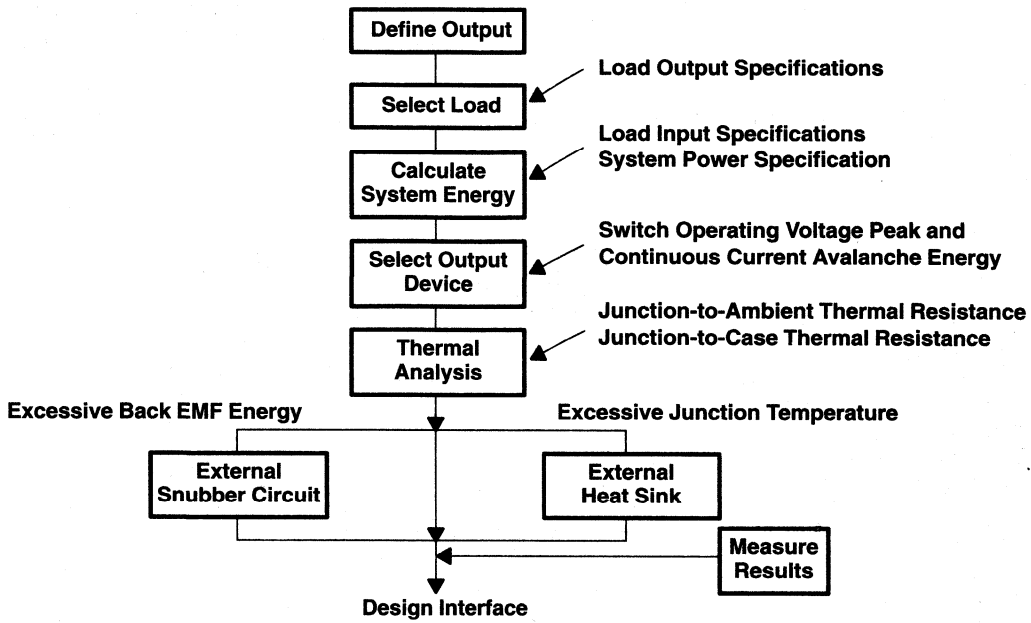 Define Output
Load Output Specifications
Select Load
Load Input Specifications
System Power Specification
Calculate
System Energy
Switch Operating Voltage Peak and
Continuous Current Avalanche Energy
Select Output
Device
Junction-to-Ambient Thermal Resistance
Junction-to-Case Thermal Resistance
Thermal
Analysis
Excessive Back EMF Energy
Excessive Junction Temperature
External
Snubber Circuit
External
Heat Sink
Measure
Results
Design Interface